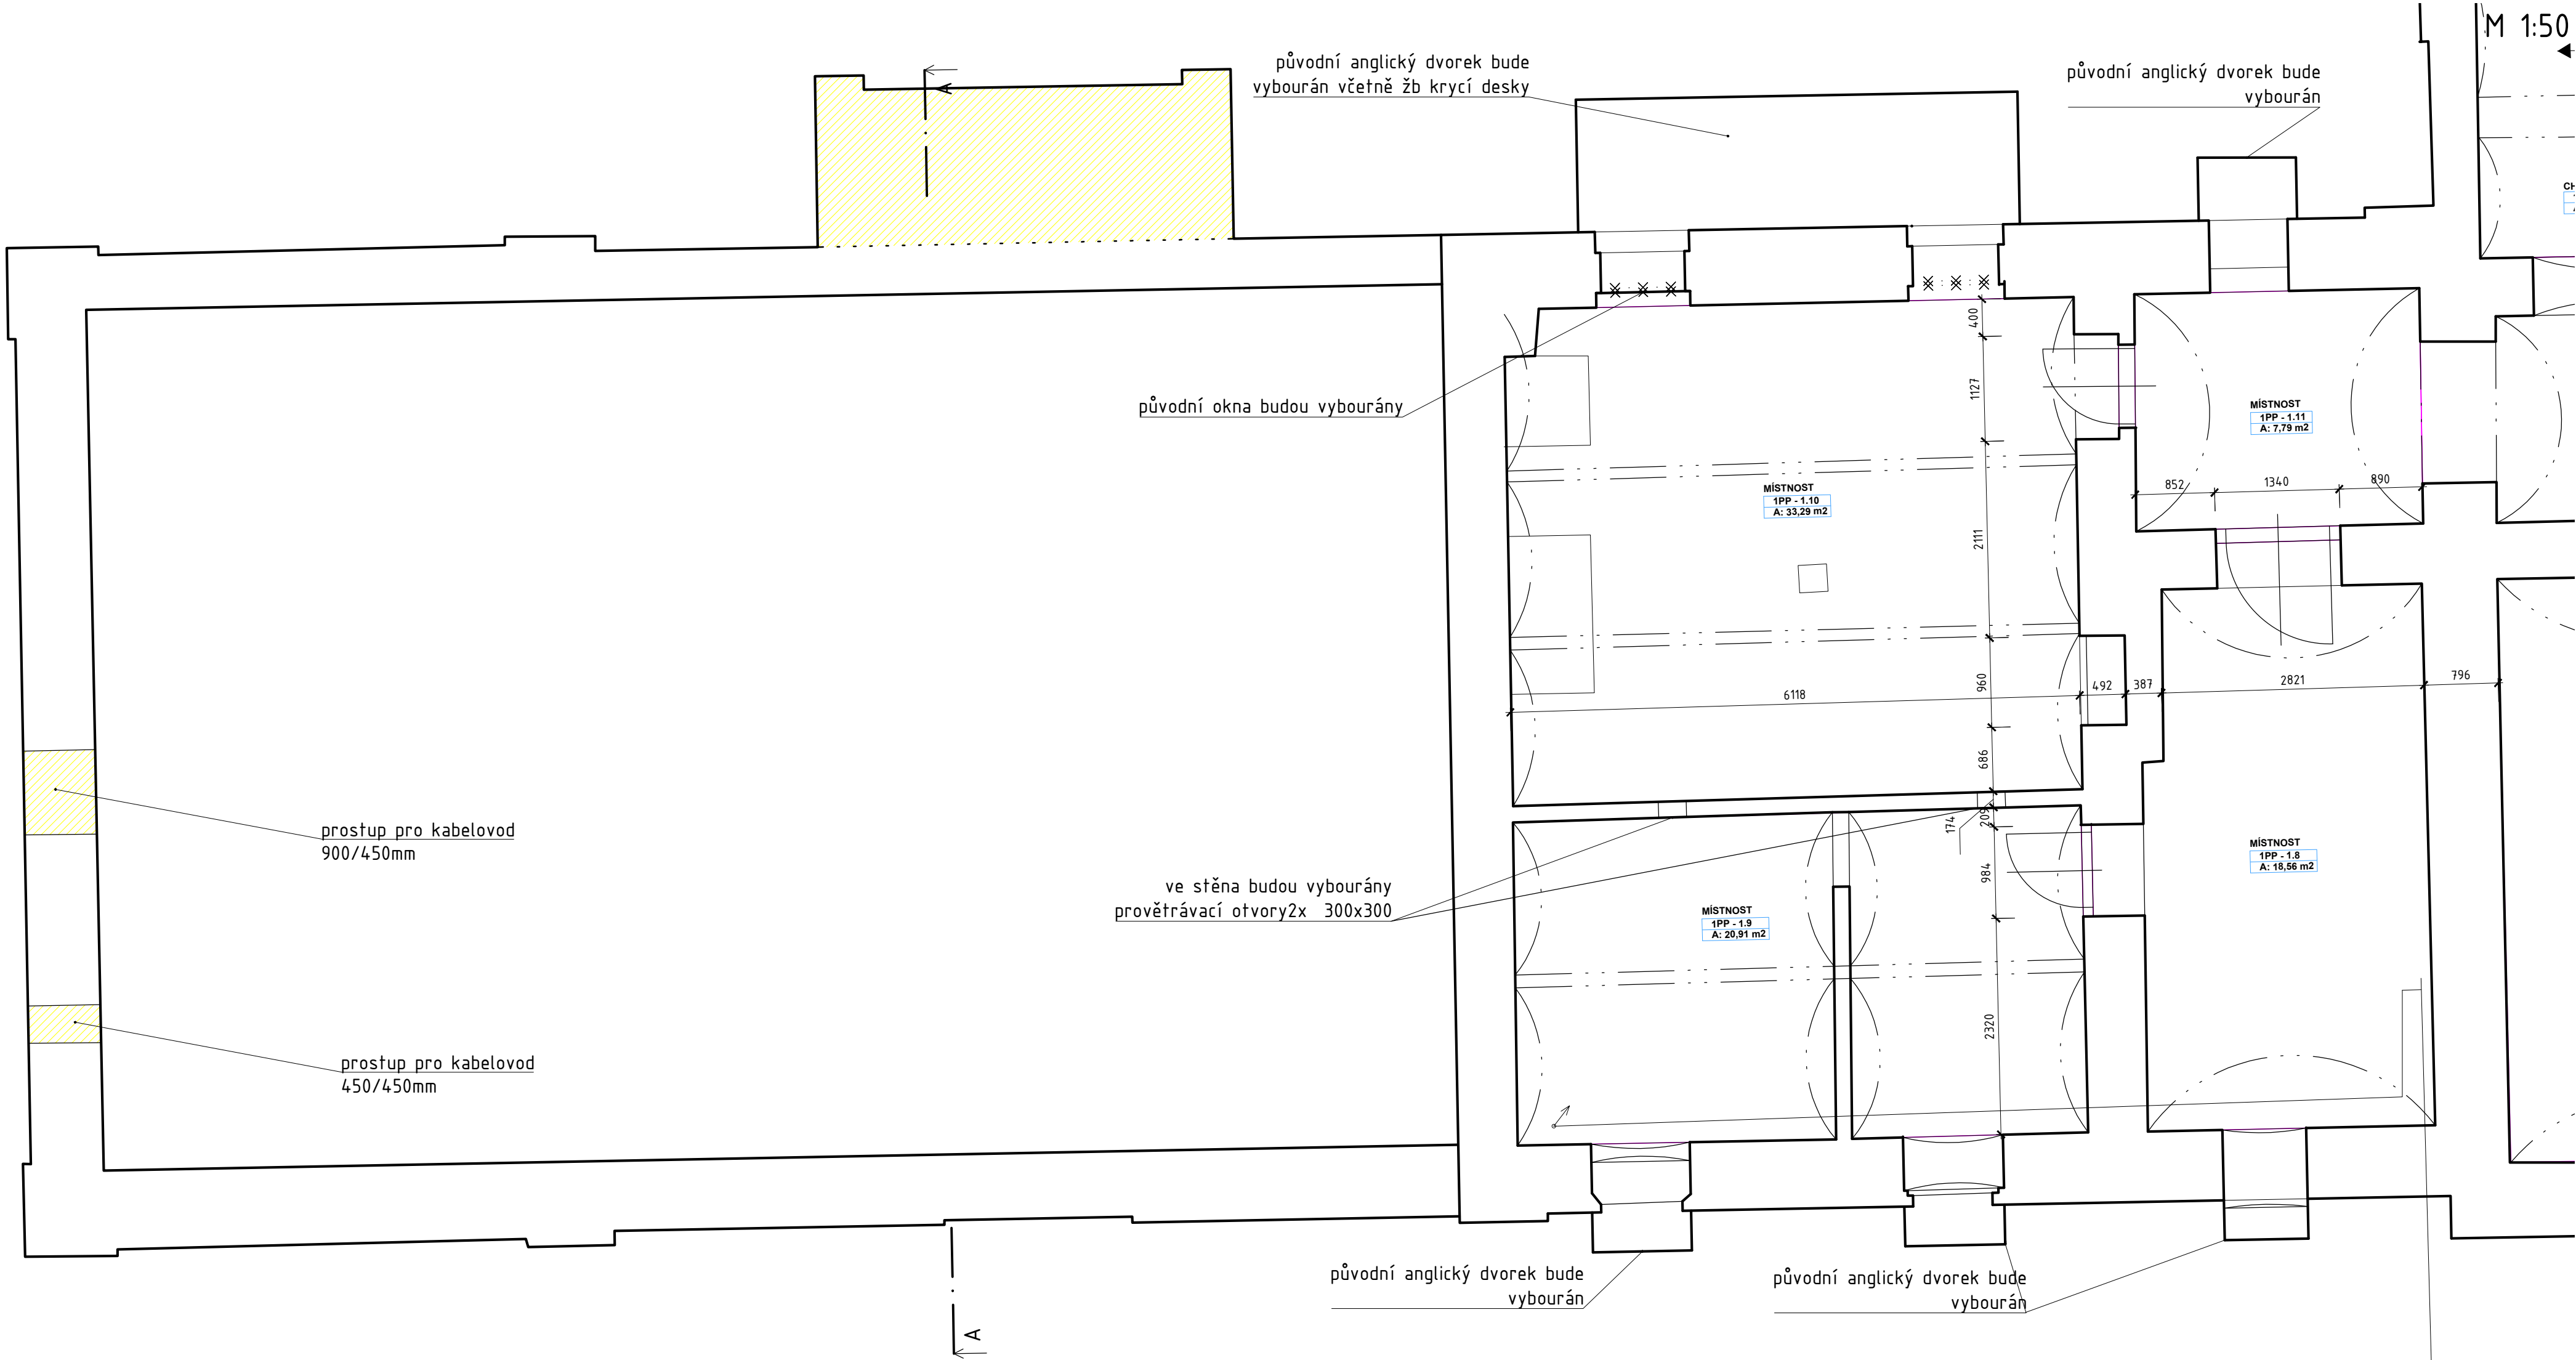 M 1:50
původní anglický dvorek bude
vybourán včetně žb krycí desky
původní anglický dvorek bude
vybourán
A
původní okna budou vybourány
400
1127
2111
960
686
209
174
984
2320
MÍSTNOST
1PP - 1.10
A: 33,29 m2
MÍSTNOST
1PP - 1.11
A: 7,79 m2
852
1340
890
6118
492
387
2821
796
prostup pro kabelovod
900/450mm
ve stěna budou vybourány
provětrávací otvory2x 300x300
MÍSTNOST
1PP - 1.9
A: 20,91 m2
MÍSTNOST
1PP - 1.8
A: 18,56 m2
prostup pro kabelovod
450/450mm
původní anglický dvorek bude
vybourán
původní anglický dvorek bude
vybourán
A